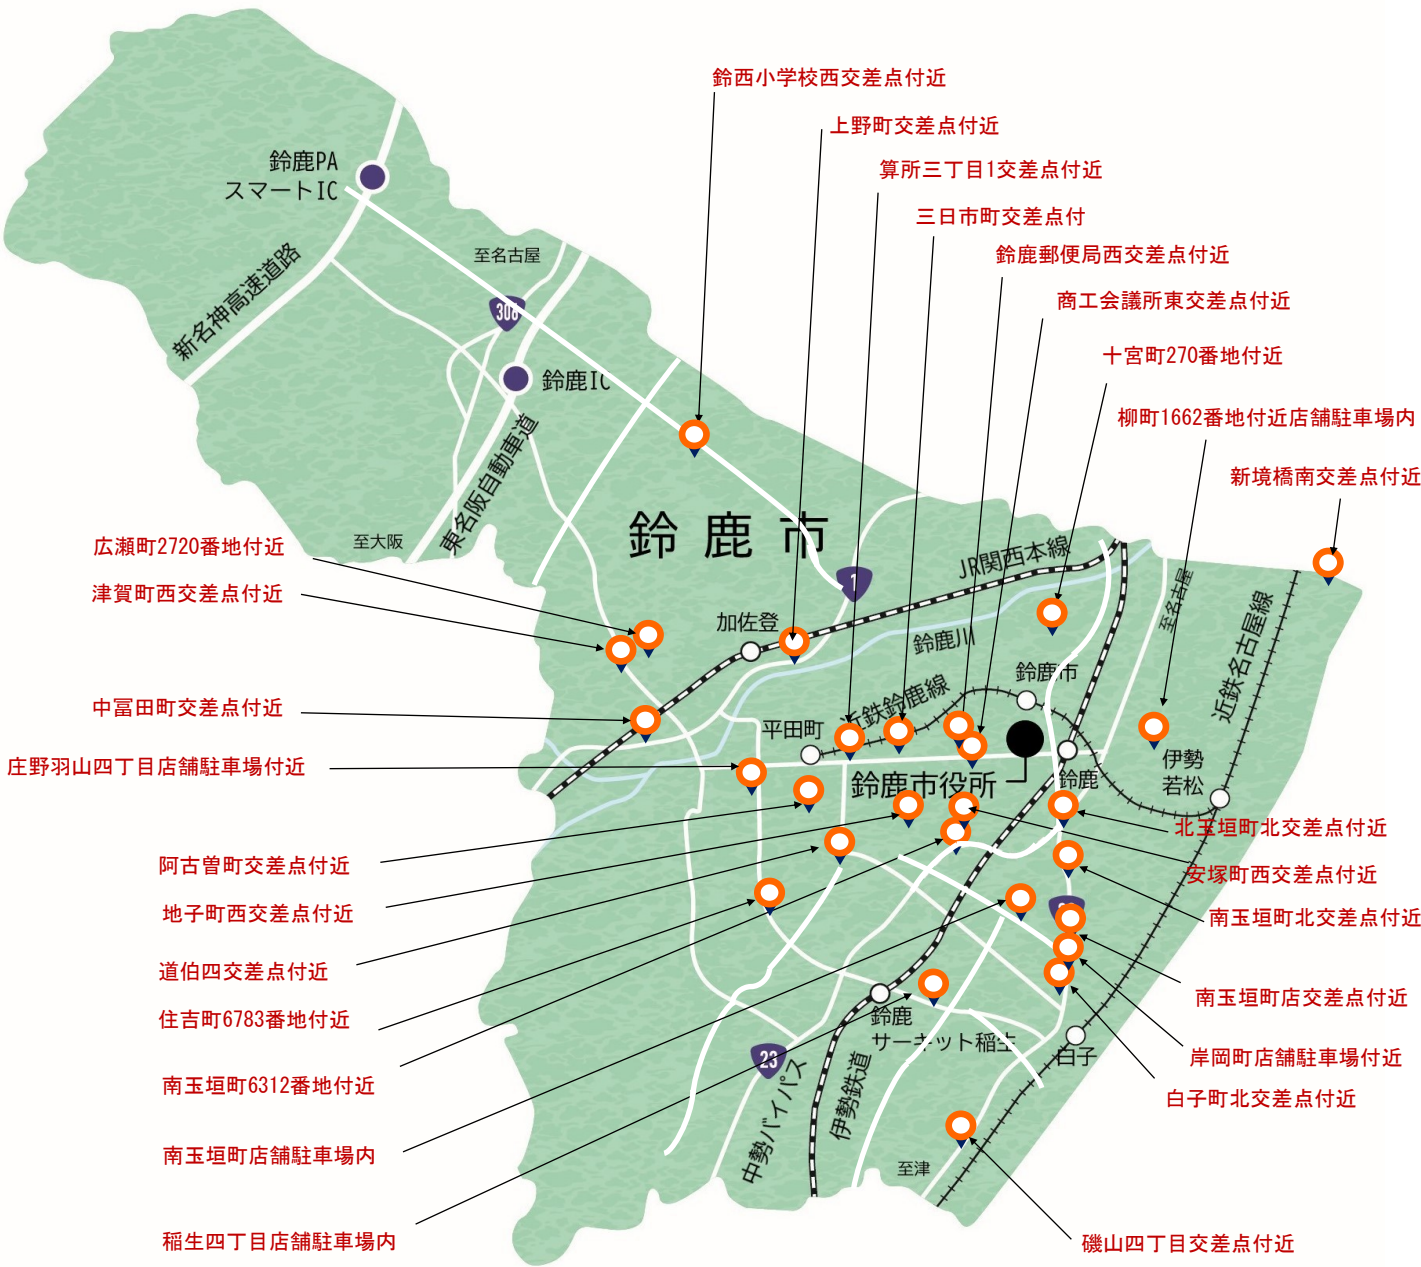 鈴西小学校西交差点付近
上野町交差点付近
鈴鹿PA
スマートIC
算所三丁目1交差点付近
三日市町交差点付
至名古屋
鈴鹿郵便局西交差点付近
新名神高速道路
306
商工会議所東交差点付近
十宮町270番地付近
鈴鹿IC
柳町1662番地付近店舗駐車場内
東名阪自動車道
新境橋南交差点付近
鈴鹿市
至大阪
広瀬町2720番地付近
JR関西本線
1
津賀町西交差点付近
至名古屋
加佐登
鈴鹿川
近鉄名古屋線
鈴鹿市
中冨田町交差点付近
近鉄鈴鹿線
平田町
庄野羽山四丁目店舗駐車場付近
伊勢
若松
鈴鹿市役所
鈴鹿
北玉垣町北交差点付近
阿古曽町交差点付近
安塚町西交差点付近
地子町西交差点付近
南玉垣町北交差点付近
道伯四交差点付近
南玉垣町店交差点付近
住吉町6783番地付近
鈴鹿
サーキット稲生
白子
岸岡町店舗駐車場付近
23
南玉垣町6312番地付近
白子町北交差点付近
中勢バイパス
伊勢鉄道
南玉垣町店舗駐車場内
至津
稲生四丁目店舗駐車場内
磯山四丁目交差点付近